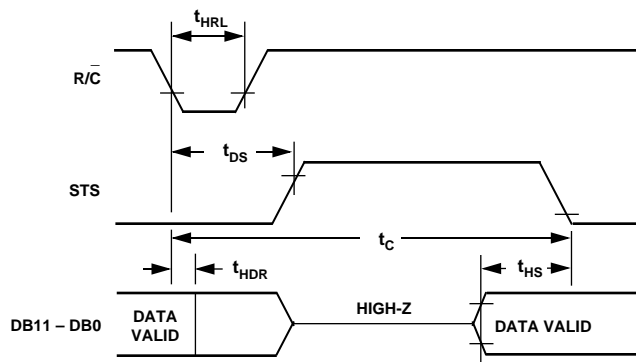 tHRL
R/C̅
tDS
STS
tC
tHDR
tHS
DB11 – DB0
DATA
VALID
HIGH-Z
DATA VALID